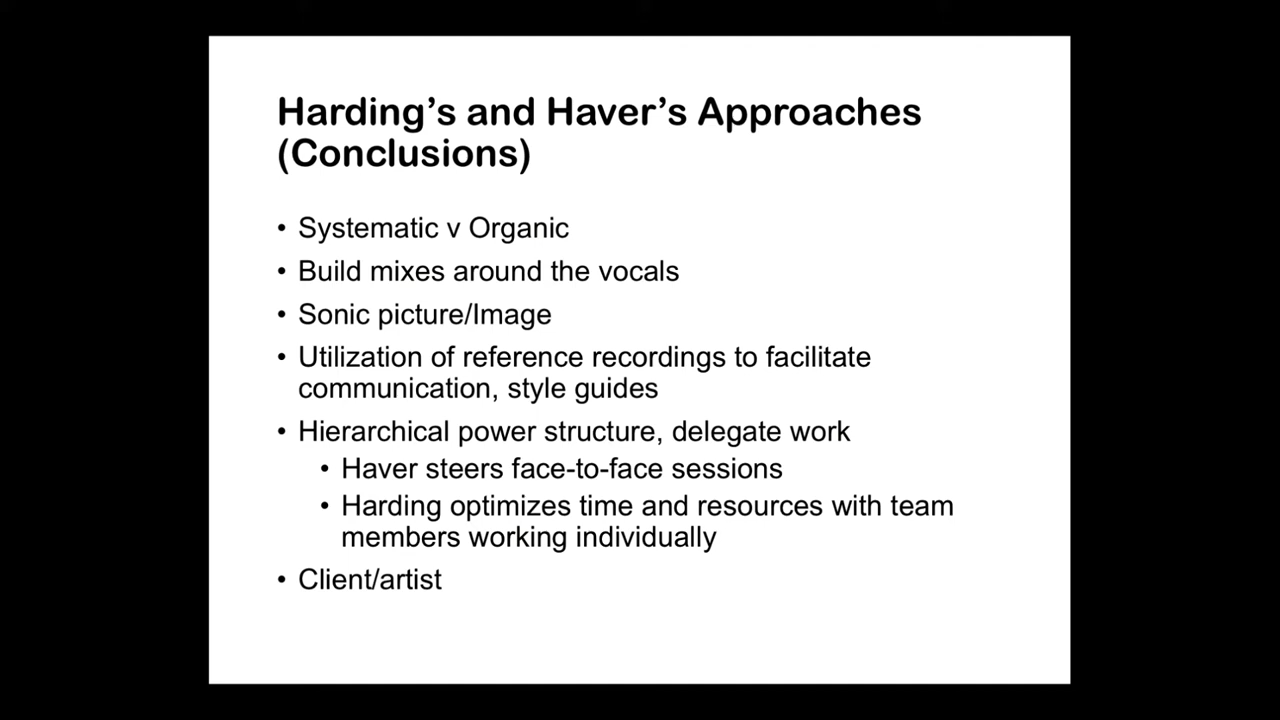 Harding’s and Haver’s Approaches
(Conclusions)
• Systematic v Organic
• Build mixes around the vocals
• Sonic picture/Image
• Utilization of reference recordings to facilitate
communication, style guides
• Hierarchical power structure, delegate work
• Haver steers face-to-face sessions
• Harding optimizes time and resources with team
members working individually
• Client/artist